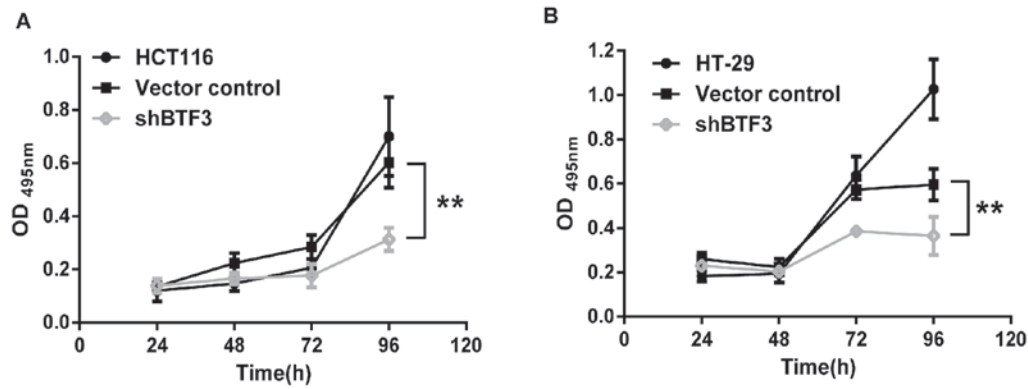 A
HCT116
Vector control
shBTF3
1.0
0.8
0.6
0.4
0.2
0.0
OD 495nm
**
0 24 48 72 96 120
Time(h)
B
HT-29
Vector control
shBTF3
1.2
1.0
0.8
0.6
0.4
0.2
0.0
OD 495nm
**
0 24 48 72 96 120
Time(h)